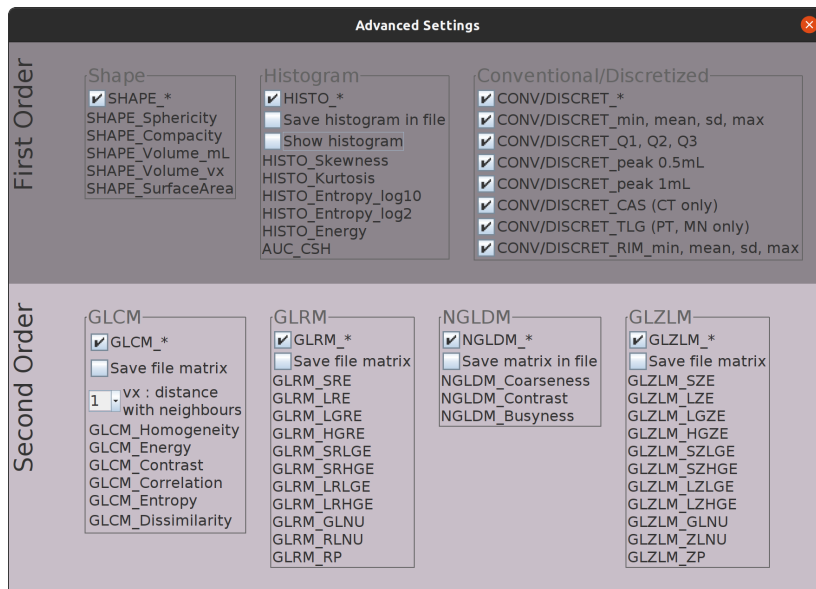 Advanced Settings
First Order
Shape
SHAPE_*
SHAPE_Sphericity
SHAPE_Compacity
SHAPE_Volume_mL
SHAPE_Volume_vx
SHAPE_SurfaceArea
Histogram
HISTO_*
Save histogram in file
Show histogram
HISTO_Skewness
HISTO_Kurtosis
HISTO_Entropy_log10
HISTO_Entropy_log2
HISTO_Energy
AUC_CSH
Conventional/Discretized
CONV/DISCRET_*
CONV/DISCRET_min, mean, sd, max
CONV/DISCRET_Q1, Q2, Q3
CONV/DISCRET_peak 0.5mL
CONV/DISCRET_peak 1mL
CONV/DISCRET_CAS (CT only)
CONV/DISCRET_TLG (PT, MN only)
CONV/DISCRET_RIM_min, mean, sd, max
Second Order
GLCM
GLCM_*
Save file matrix
1 vx : distance
with neighbours
GLCM_Homogeneity
GLCM_Energy
GLCM_Contrast
GLCM_Correlation
GLCM_Entropy
GLCM_Dissimilarity
GLRM
GLRM_*
Save file matrix
GLRM_SRE
GLRM_LRE
GLRM_LGRE
GLRM_HGRE
GLRM_SRLGE
GLRM_SRHGE
GLRM_LRLGE
GLRM_LRHGE
GLRM_GLNU
GLRM_RLNU
GLRM_RP
NGLDM
NGLDM_*
Save matrix in file
NGLDM_Coarseness
NGLDM_Contrast
NGLDM_Busyness
GLZLM
GLZLM_*
Save file matrix
GLZLM_SZE
GLZLM_LZE
GLZLM_LGZE
GLZLM_HGZE
GLZLM_SZLGE
GLZLM_SZHGE
GLZLM_LZLGE
GLZLM_LZHGE
GLZLM_GLNU
GLZLM_ZLNU
GLZLM_ZP